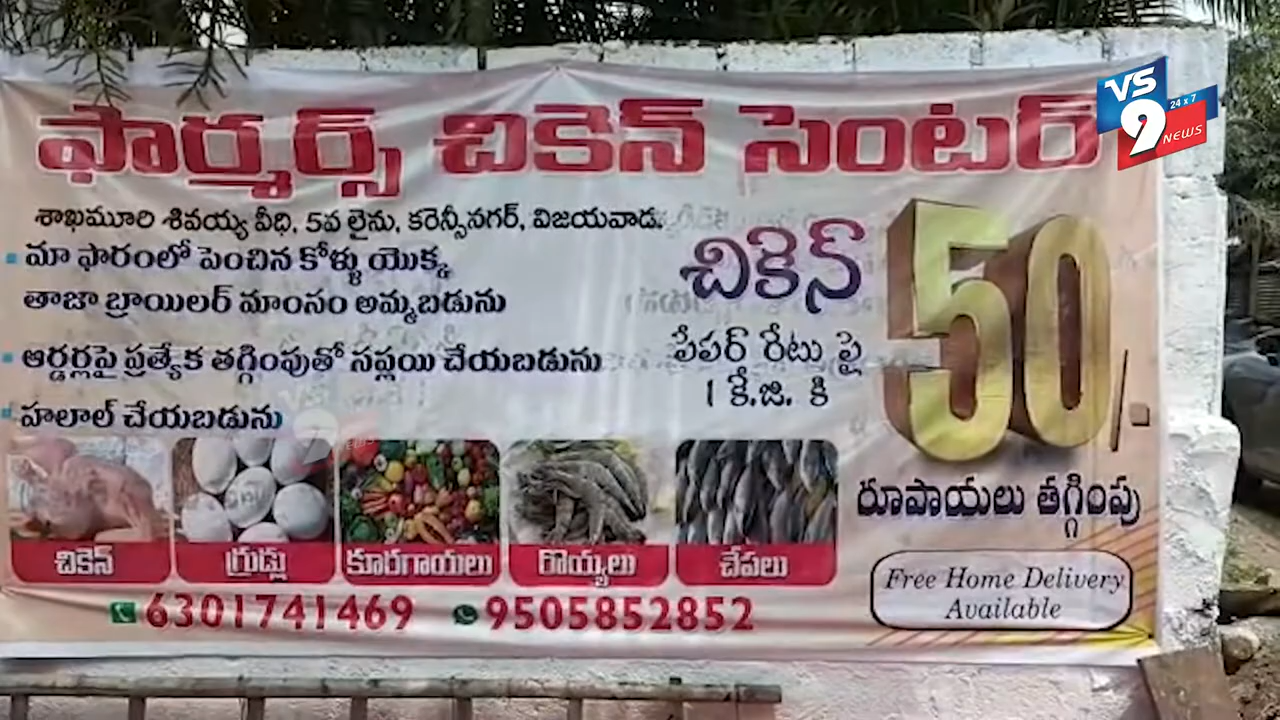 VS
9
24 x 7
NEWS
ఫార్మర్స్ చికెన్ సెంటర్
శాఖమూరి శివయ్య వీధి, 5వ లైను, కరెన్సీనగర్, విజయవాడ.
మా ఫారంలో పెంచిన కోళ్ళు యొక్క
తాజా బ్రాయిలర్ మాంసం అమ్మబడును
ఆర్డర్లపై ప్రత్యేక తగ్గింపుతో సప్లయి చేయబడును
హలాల్ చేయబడును
చికెన్
పేపర్ రేటు పై
1 కే.జి. కి
50/-
రూపాయలు తగ్గింపు
చికెన్
గ్రుడ్లు
కూరగాయలు
రొయ్యలు
చేపలు
6301741469
9505852852
Free Home Delivery
Available